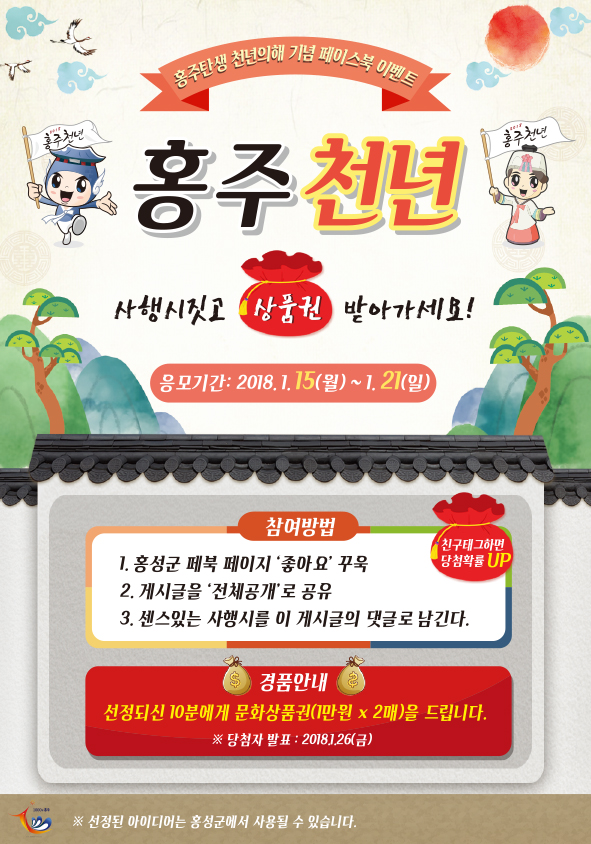 홍주탄생 천년의해 기념 페이스북 이벤트
홍주천년
홍주천년
홍주 천년
사행시짓고 상품권 받아가세요!
응모기간: 2018. 1. 15(월) ~ 1. 21(일)
참여방법
친구태그하면
당첨확률 UP
1. 홍성군 페북 페이지 ‘좋아요’ 꾸욱
2. 게시글을 ‘전체공개’로 공유
3. 센스있는 사행시를 이 게시글의 댓글로 남긴다.
경품안내
선정되신 10분에게 문화상품권(1만원 x 2매)을 드립니다.
※ 당첨자 발표 : 2018.1.26(금)
※ 선정된 아이디어는 홍성군에서 사용될 수 있습니다.